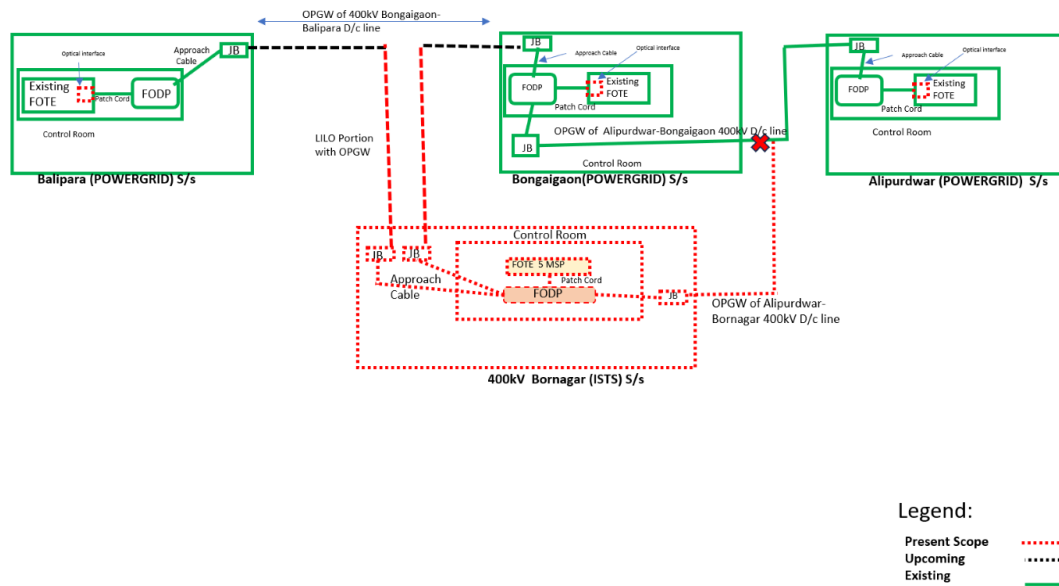 OPGW of 400kV Bongaigaon-
Balipara D/c line
JB
Approach
Cable
Optical interface
Existing
FOTE
Patch Cord
FODP
Control Room
Balipara (POWERGRID) S/s
JB
Approach Cable
Optical interface
FODP
Existing
FOTE
Patch Cord
JB
OPGW of Alipurdwar-Bongaigaon 400kV D/c line
Control Room
Bongaigaon(POWERGRID) S/s
JB
Approach Cable
Optical interface
FODP
Existing
FOTE
Patch Cord
Control Room
Alipurdwar (POWERGRID) S/s
LILO Portion
with OPGW
Control Room
JB
JB
FOTE 5 MSP
Patch Cord
Approach
Cable
FODP
JB
OPGW of Alipurdwar-
Bornagar 400kV D/c line
400kV Bornagar (ISTS) S/s
Legend:
Present Scope
Upcoming
Existing